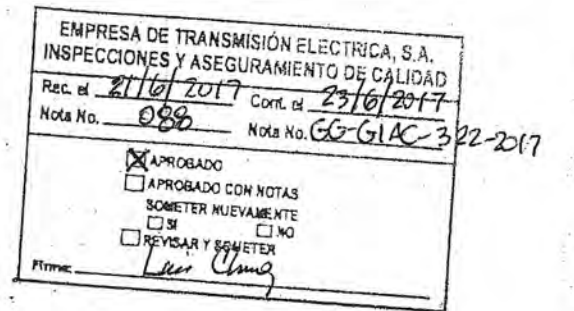 EMPRESA DE TRANSMISIÓN ELECTRICA, S.A.
INSPECCIONES Y ASEGURAMIENTO DE CALIDAD
Rec. el 21/6/2017 Cont. el 23/6/2017
Nota No. 088 Nota No. GG-GIAC-322-2017
APROBADO
APROBADO CON NOTAS
SOMETER NUEVAMENTE
SI NO
REVISAR Y SOMETER
Firma: Luis